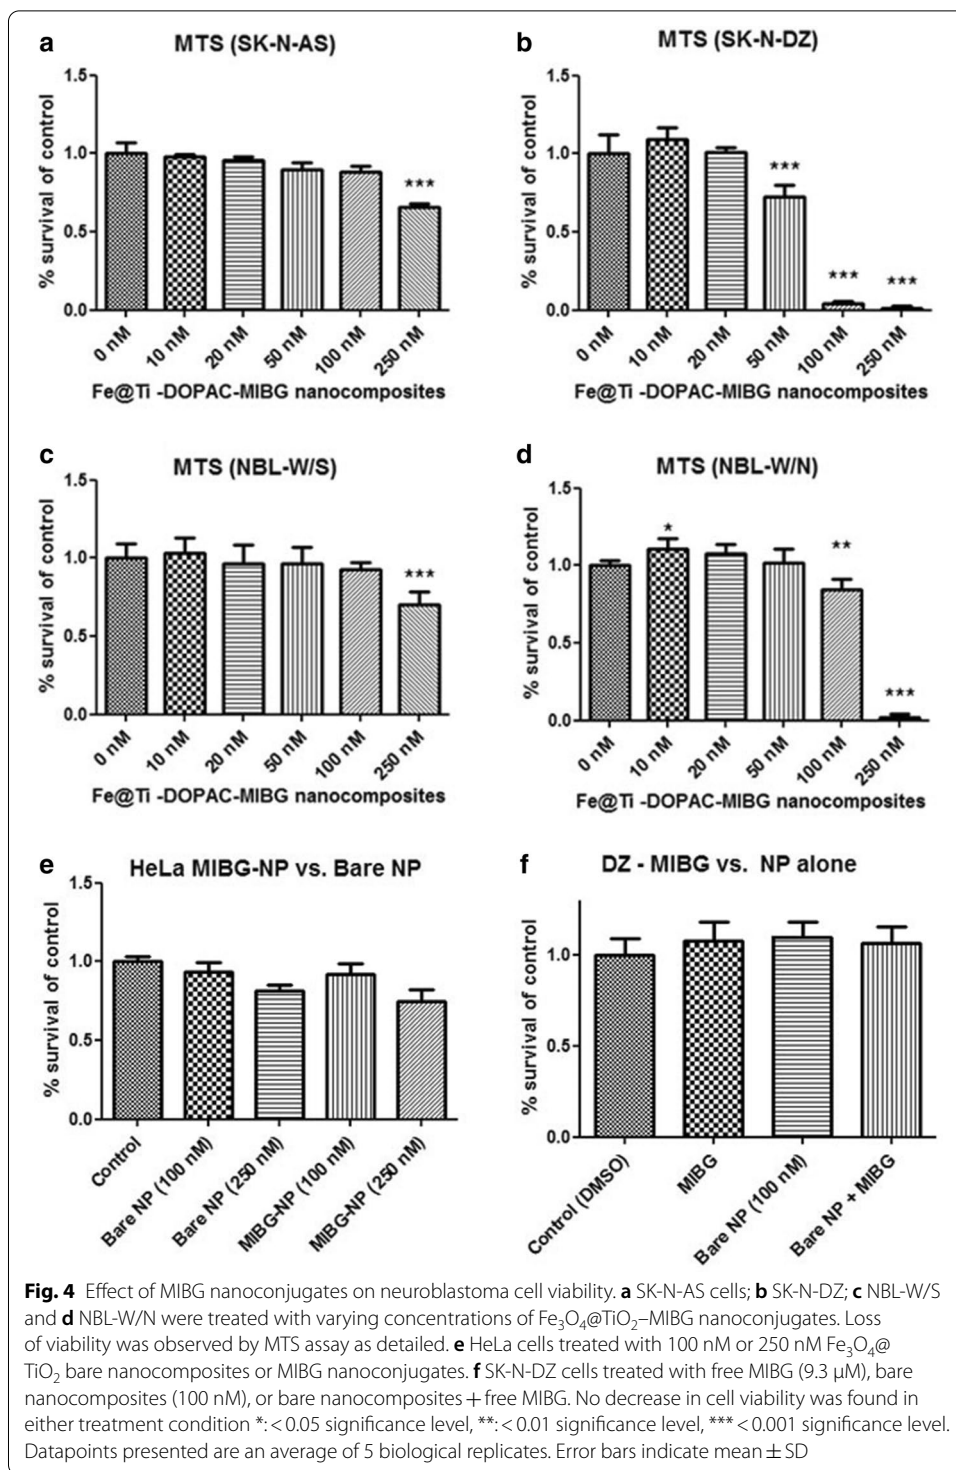 a
MTS (SK-N-AS)
% survival of control
1.5
1.0
0.5
0.0
***
0 nM
10 nM
20 nM
50 nM
100 nM
250 nM
Fe@Ti -DOPAC-MIBG nanocomposites
b
MTS (SK-N-DZ)
% survival of control
1.5
1.0
0.5
0.0
***
***
***
0 nM
10 nM
20 nM
50 nM
100 nM
250 nM
Fe@Ti -DOPAC-MIBG nanocomposites
c
MTS (NBL-W/S)
% survival of control
1.5
1.0
0.5
0.0
***
0 nM
10 nM
20 nM
50 nM
100 nM
250 nM
Fe@Ti -DOPAC-MIBG nanocomposites
d
MTS (NBL-W/N)
% survival of control
1.5
1.0
0.5
0.0
*
**
***
0 nM
10 nM
20 nM
50 nM
100 nM
250 nM
Fe@Ti -DOPAC-MIBG nanocomposites
e
HeLa MIBG-NP vs. Bare NP
% survival of control
1.5
1.0
0.5
0.0
Control
Bare NP (100 nM)
Bare NP (250 nM)
MIBG-NP (100 nM)
MIBG-NP (250 nM)
f
DZ - MIBG vs. NP alone
% survival of control
1.0
0.5
0.0
Control (DMSO)
MIBG
Bare NP (100 nM)
Bare NP + MIBG
Fig. 4 Effect of MIBG nanoconjugates on neuroblastoma cell viability. a SK-N-AS cells; b SK-N-DZ; c NBL-W/S
and d NBL-W/N were treated with varying concentrations of Fe₃O₄@TiO₂–MIBG nanoconjugates. Loss
of viability was observed by MTS assay as detailed. e HeLa cells treated with 100 nM or 250 nM Fe₃O₄@
TiO₂ bare nanocomposites or MIBG nanoconjugates. f SK-N-DZ cells treated with free MIBG (9.3 μM), bare
nanocomposites (100 nM), or bare nanocomposites + free MIBG. No decrease in cell viability was found in
either treatment condition *: < 0.05 significance level, **: < 0.01 significance level, *** < 0.001 significance level.
Datapoints presented are an average of 5 biological replicates. Error bars indicate mean ± SD